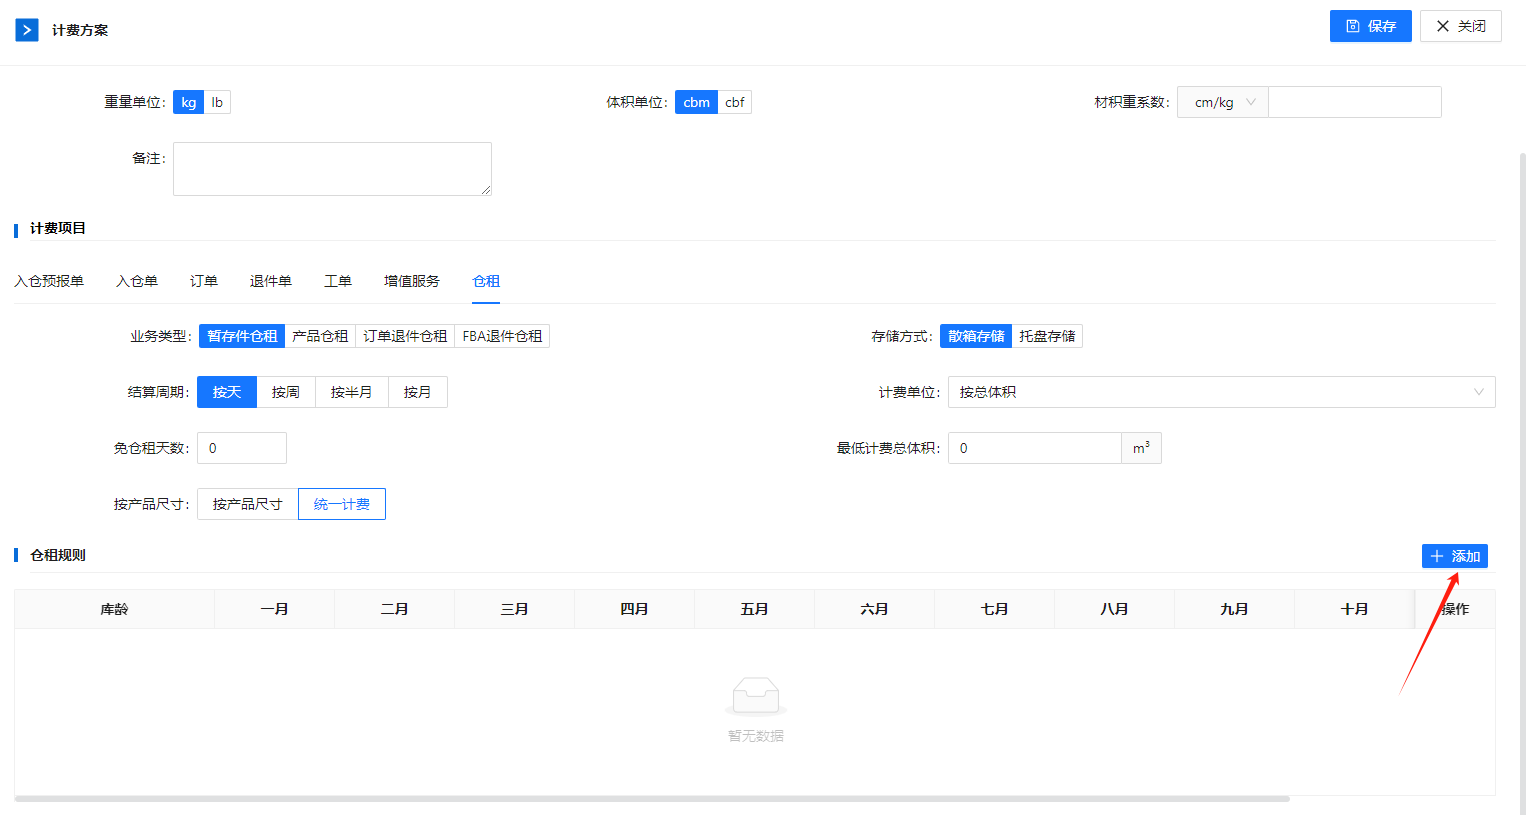 计费方案
保存
关闭
重量单位: kg lb
体积单位: cbm cbf
材积重系数: cm/kg
备注:
计费项目
入仓预报单 入仓单 订单 退件单 工单 增值服务 仓租
业务类型: 暂存件仓租 产品仓租 订单退件仓租 FBA退件仓租
存储方式: 散箱存储 托盘存储
结算周期: 按天 按周 按半月 按月
计费单位: 按总体积
免仓租天数: 0
最低计费总体积: 0 m³
按产品尺寸: 按产品尺寸 统一计费
仓租规则
添加
库龄 一月 二月 三月 四月 五月 六月 七月 八月 九月 十月 操作
暂无数据